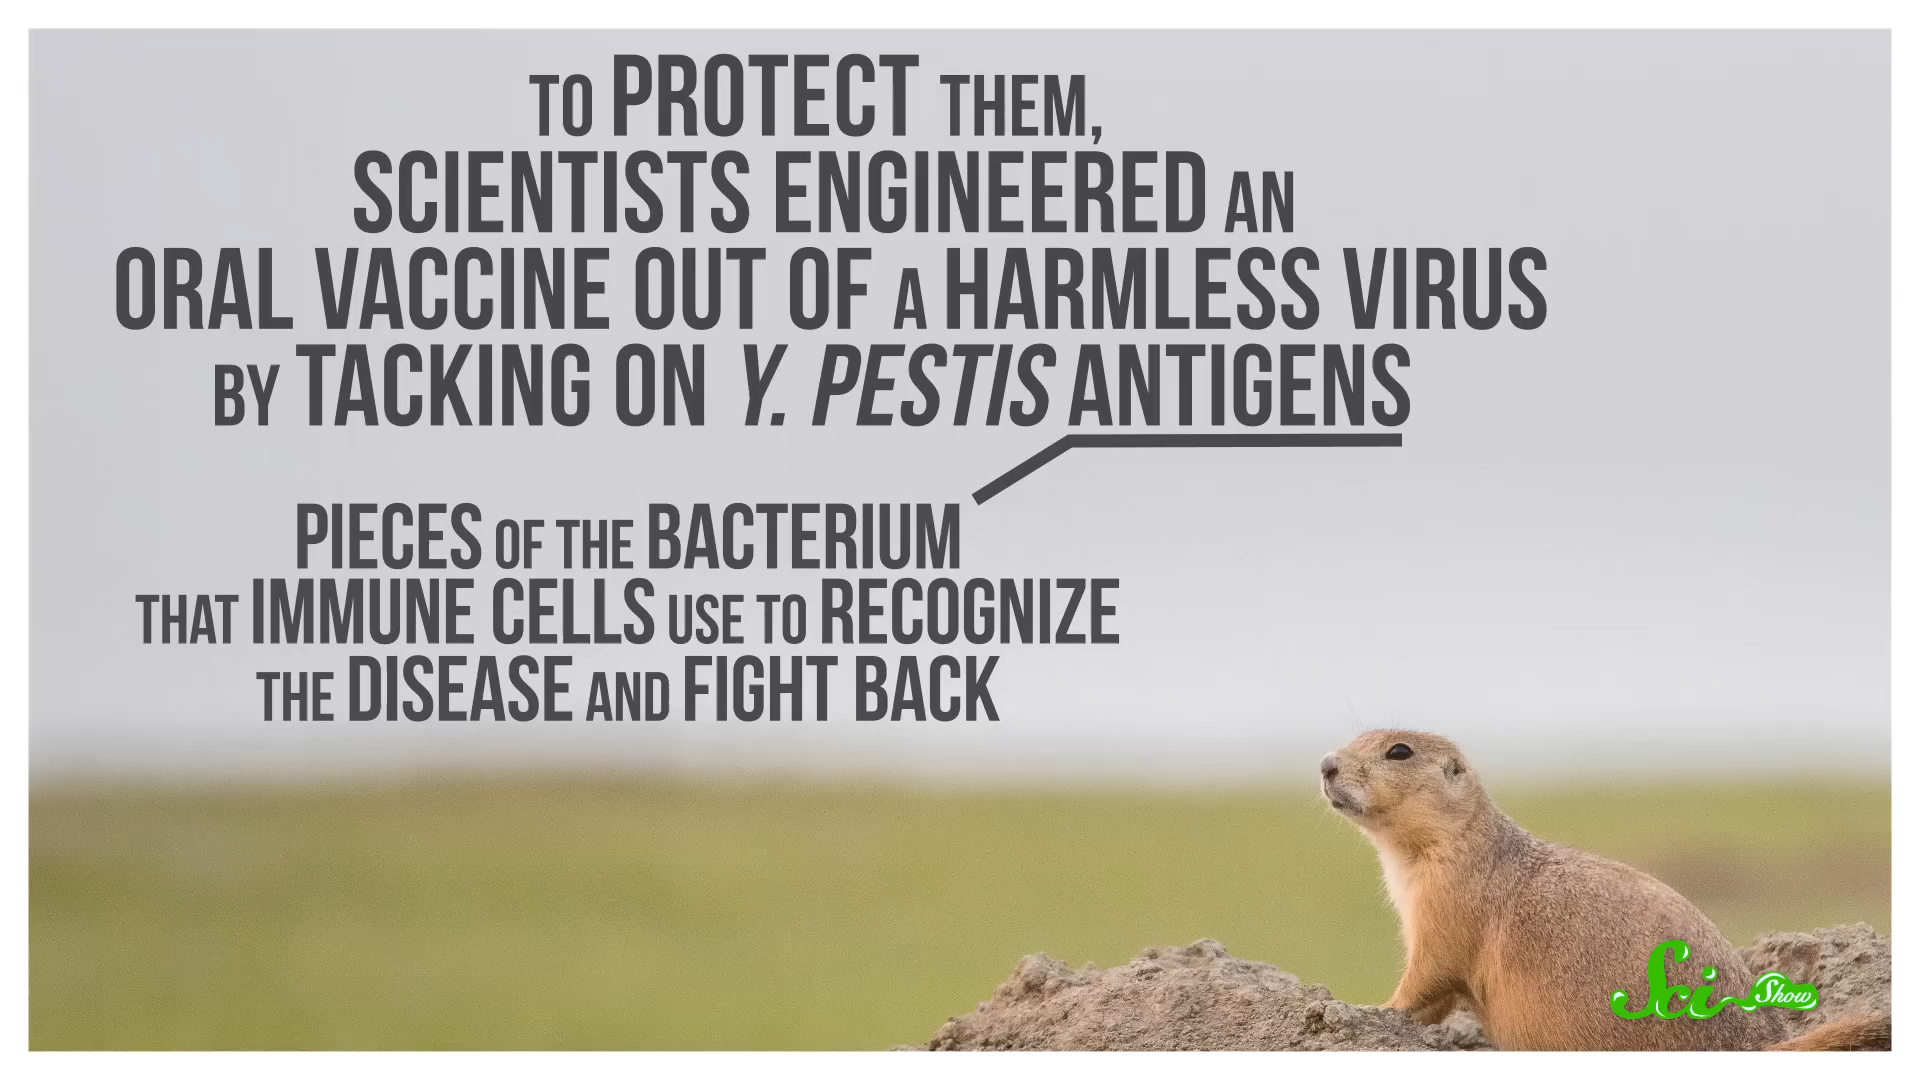 TO PROTECT THEM,
SCIENTISTS ENGINEERED AN
ORAL VACCINE OUT OF A HARMLESS VIRUS
BY TACKING ON Y. PESTIS ANTIGENS
PIECES OF THE BACTERIUM
THAT IMMUNE CELLS USE TO RECOGNIZE
THE DISEASE AND FIGHT BACK
Sci Show